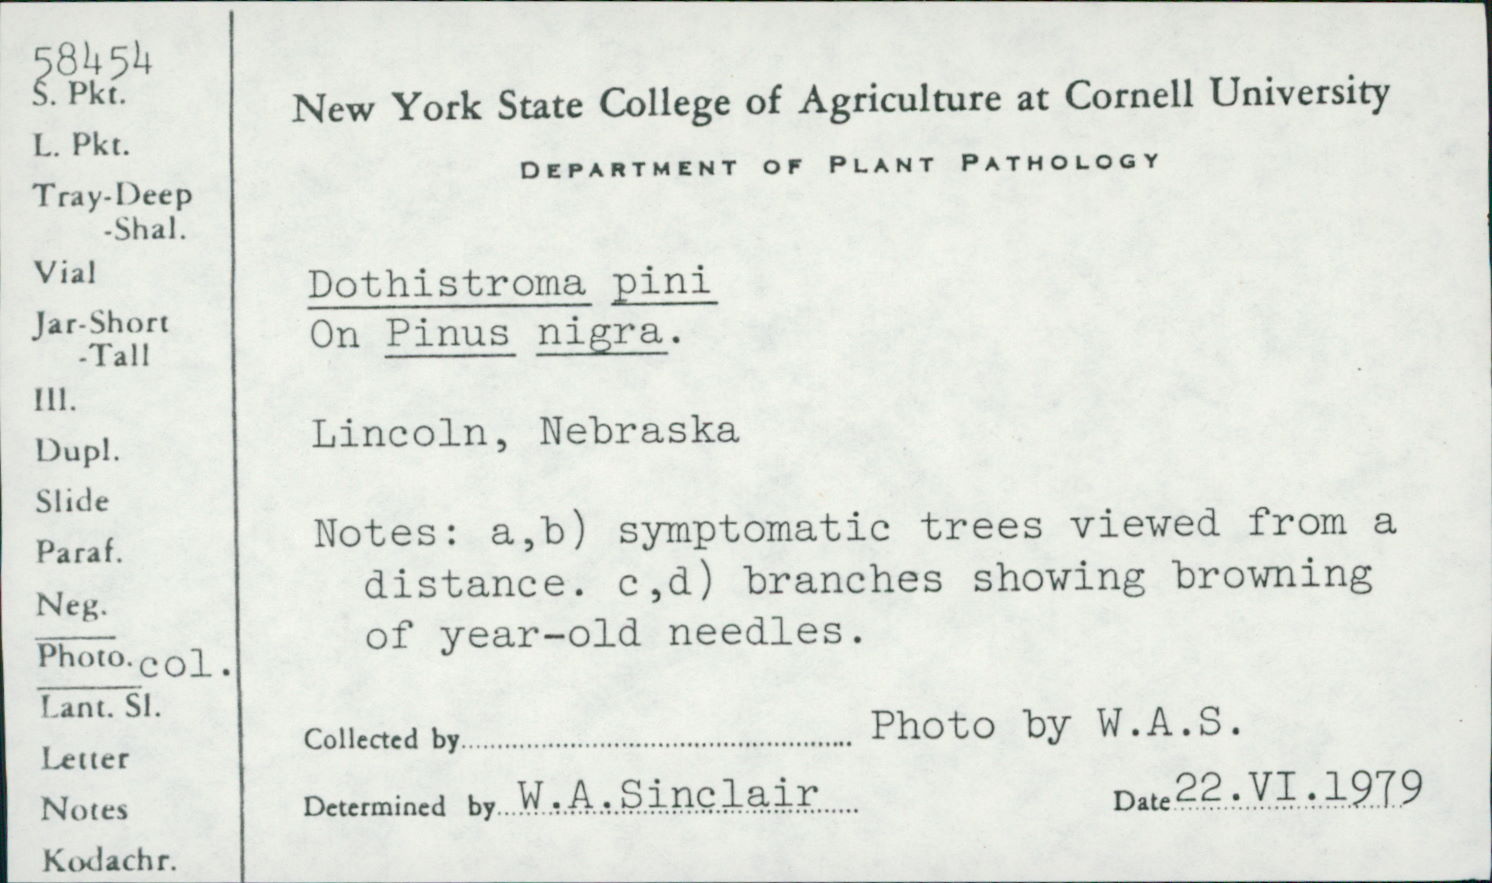 58454
S. Pkt.
L. Pkt.
Tray-Deep
-Shal.
Vial
Jar-Short
-Tall
Ill.
Dupl.
Slide
Paraf.
Neg.
Photo. col.
Lant. Sl.
Letter
Notes
Kodachr.
New York State College of Agriculture at Cornell University
DEPARTMENT OF PLANT PATHOLOGY
Dothistroma pini
On Pinus nigra.
Lincoln, Nebraska
Notes: a,b) symptomatic trees viewed from a
distance. c,d) branches showing browning
of year-old needles.
Collected by Photo by W.A.S.
Determined by W.A.Sinclair Date 22.VI.1979